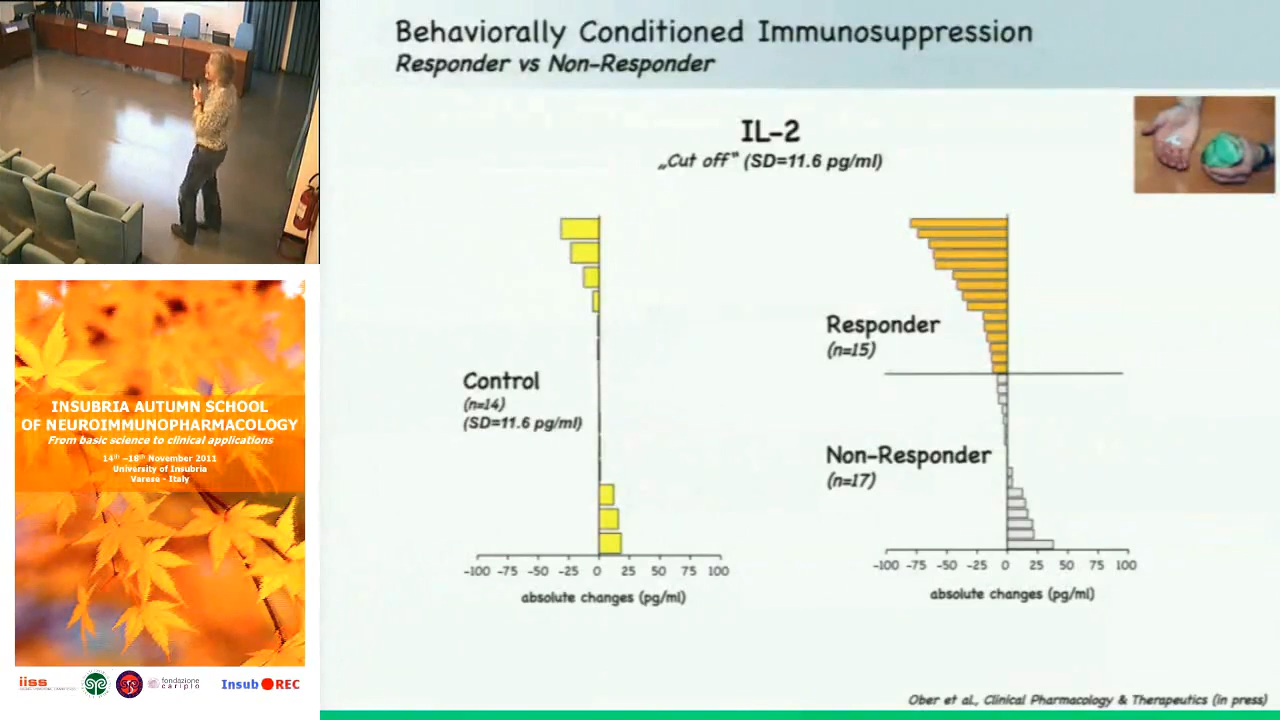 Behaviorally Conditioned Immunosuppression
Responder vs Non-Responder
IL-2
„Cut off" (SD=11.6 pg/ml)
Control
(n=14)
(SD=11.6 pg/ml)
-100 -75 -50 -25 0 25 50 75 100
absolute changes (pg/ml)
Responder
(n=15)
Non-Responder
(n=17)
-100 -75 -50 -25 0 25 50 75 100
absolute changes (pg/ml)
Ober et al., Clinical Pharmacology & Therapeutics (in press)
INSUBRIA AUTUMN SCHOOL
OF NEUROIMMUNOPHARMACOLOGY
From basic science to clinical applications
14th –18th November 2011
University of Insubria
Varese - Italy
iiss
fondazione
cariplo
Insub REC